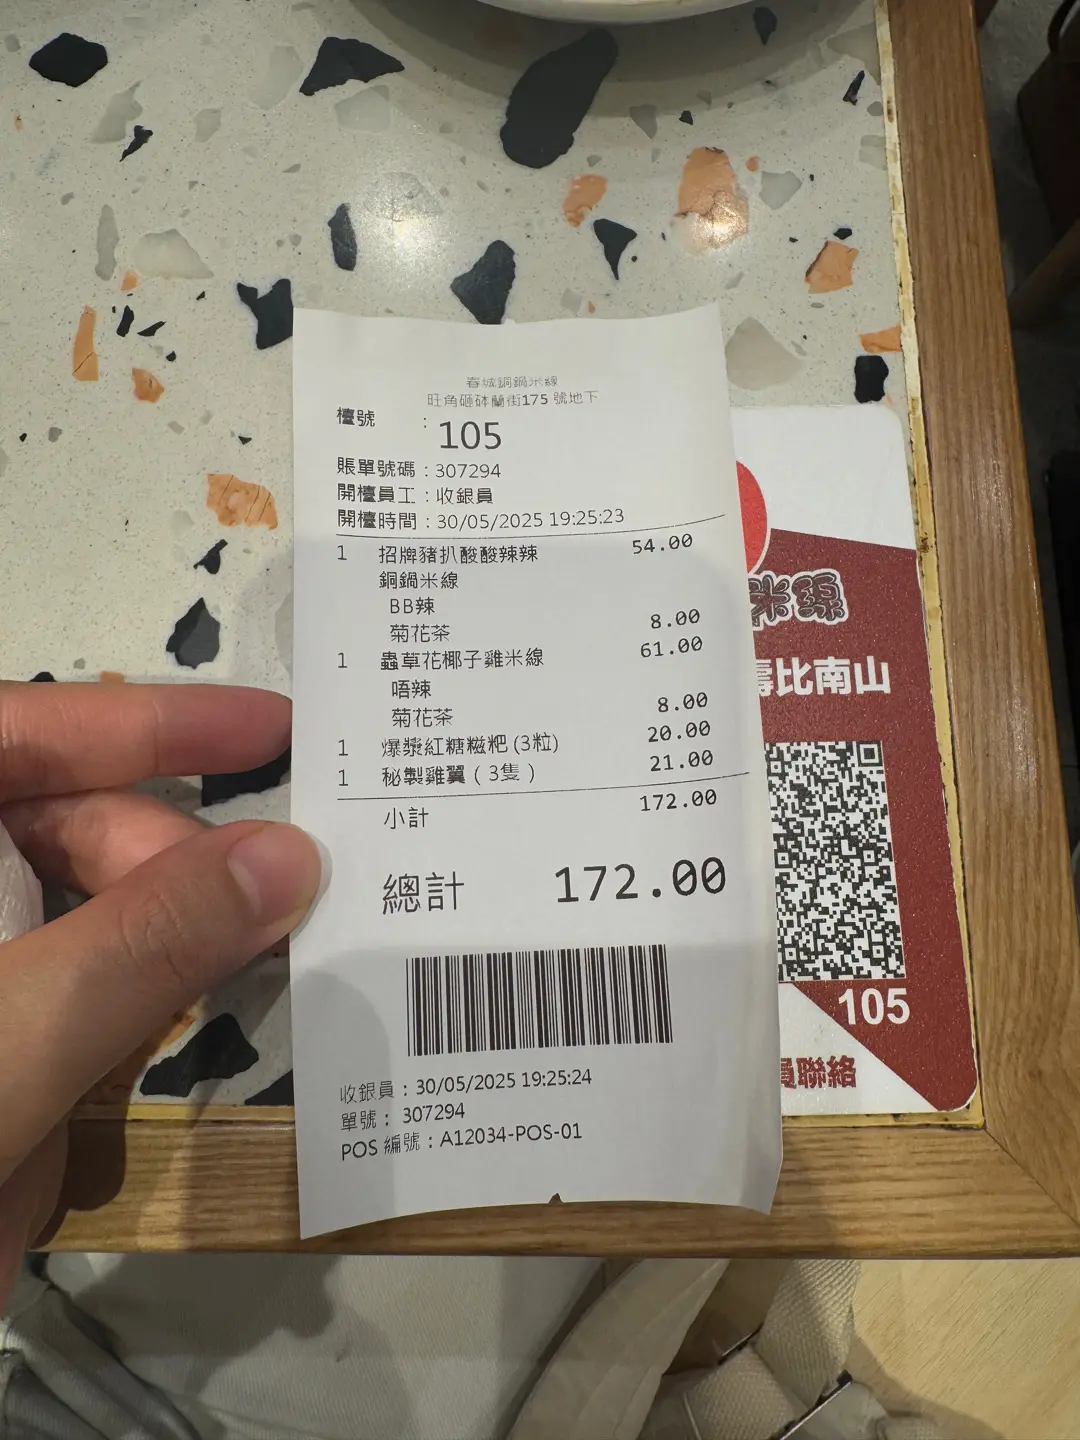 春城銅鍋米線
旺角砵蘭街175 號地下
檯號 : 105
賬單號碼 : 307294
開檯員工 : 收銀員
開檯時間 : 30/05/2025 19:25:23
1 招牌豬扒酸酸辣辣 54.00
銅鍋米線
BB辣
菊花茶 8.00
1 蟲草花椰子雞米線 61.00
唔辣
菊花茶 8.00
1 爆漿紅糖糍粑 (3粒) 20.00
1 秘製雞翼 ( 3隻 ) 21.00
小計 172.00
總計 172.00
收銀員 : 30/05/2025 19:25:24
單號 : 307294
POS 編號 : A12034-POS-01
米線
比南山
105
員聯絡